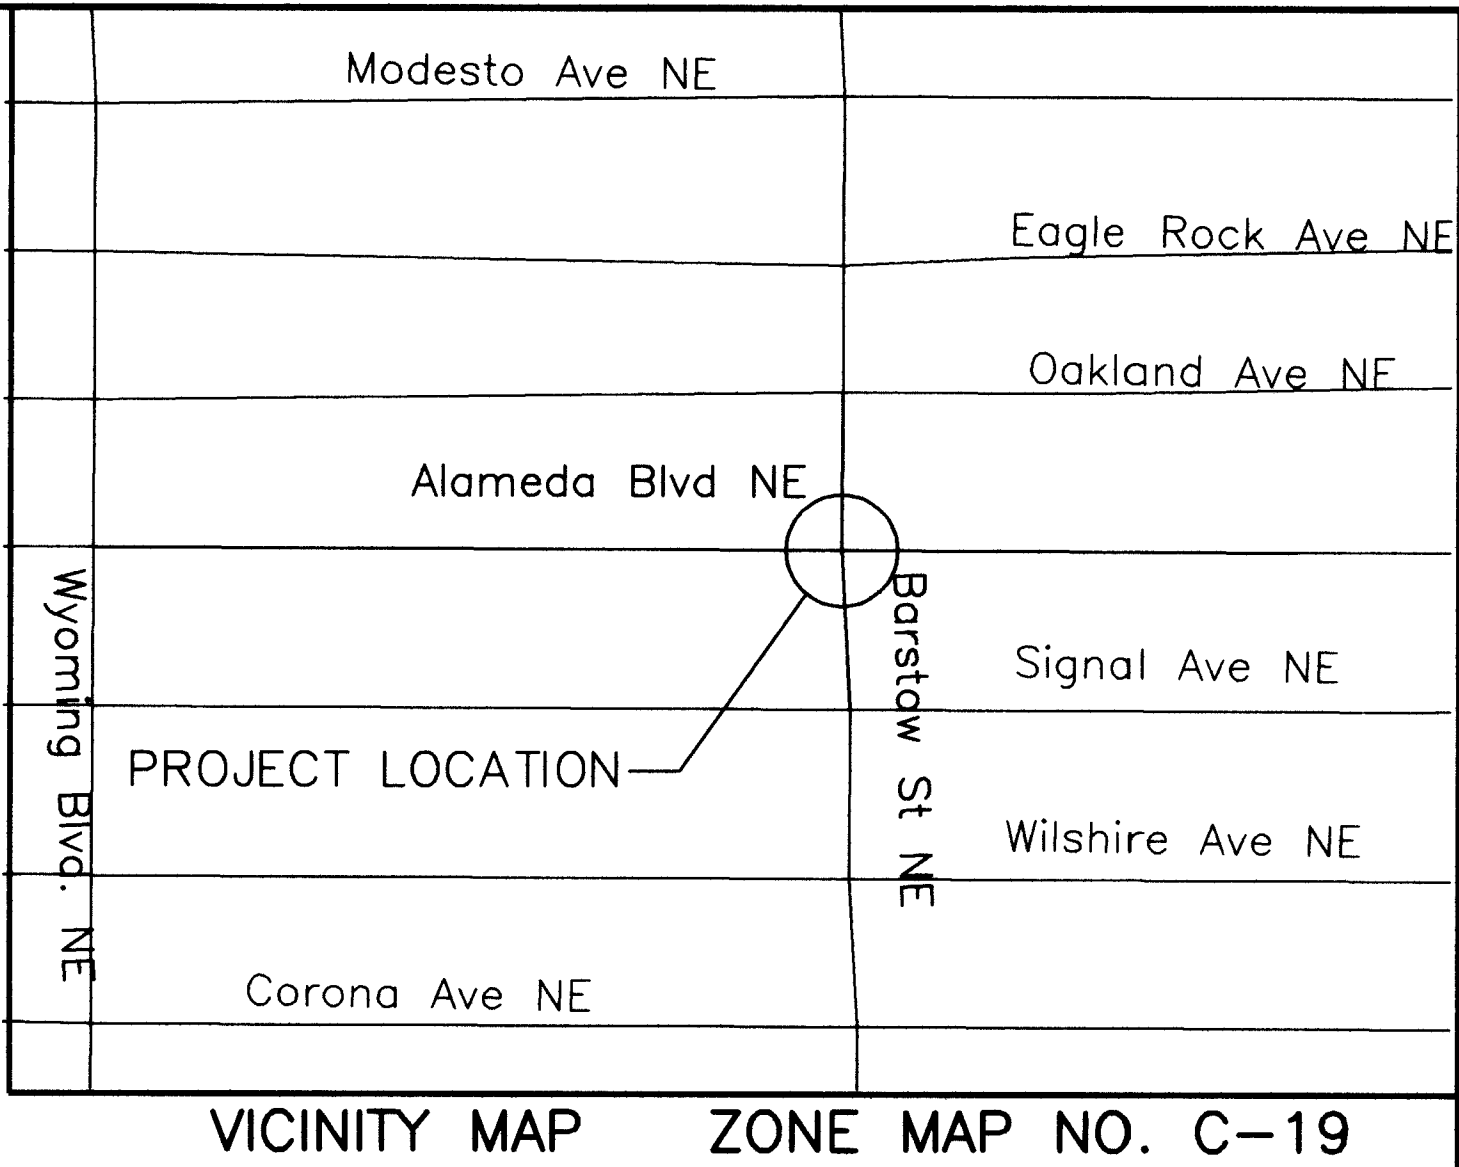 Modesto Ave NE
Eagle Rock Ave NE
Oakland Ave NE
Alameda Blvd NE
Wyoming Blvd. NE
Barstow St NE
Signal Ave NE
PROJECT LOCATION
Wilshire Ave NE
Corona Ave NE
VICINITY MAP ZONE MAP NO. C-19